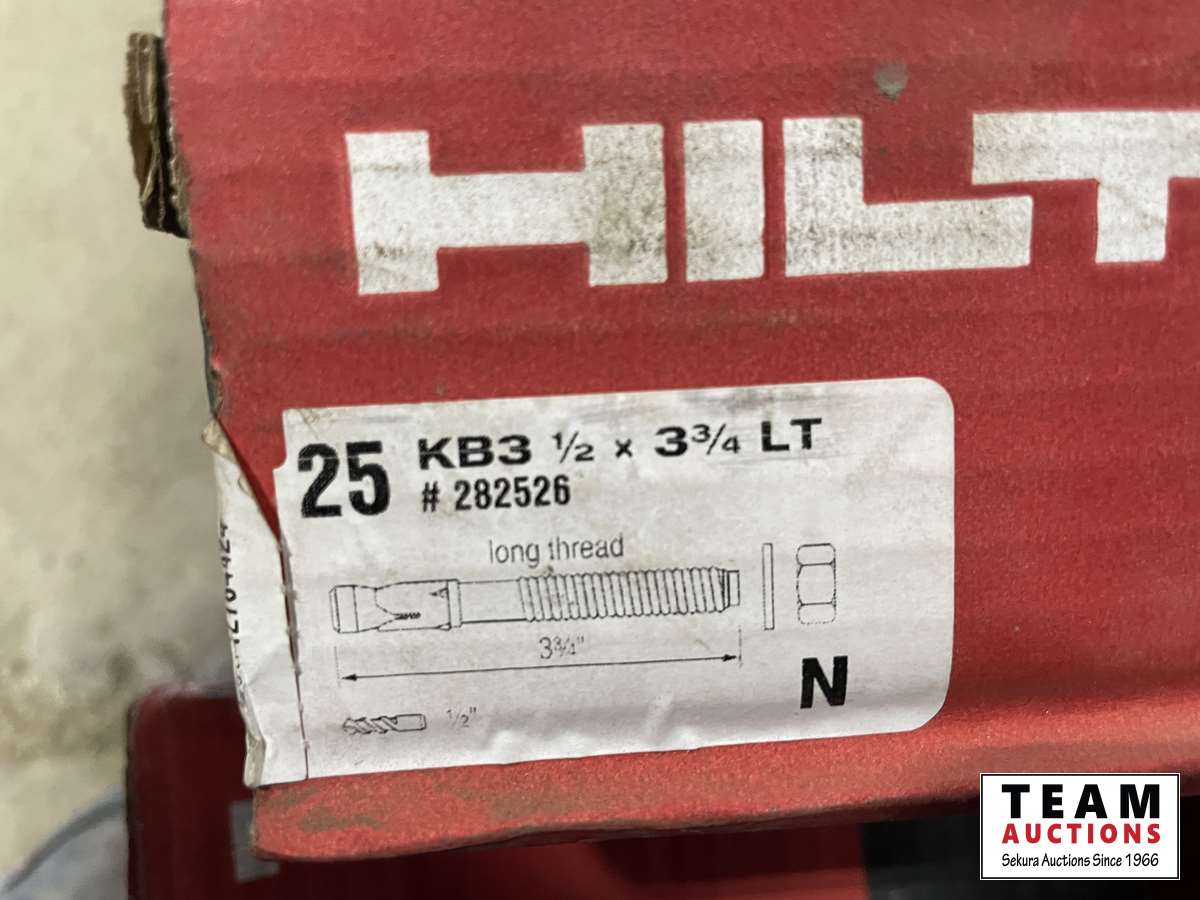 HILT
25 KB3 ½ x 3¾ LT
# 282526
long thread
3¾"
N
½"
TEAM
AUCTIONS
Sekura Auctions Since 1966